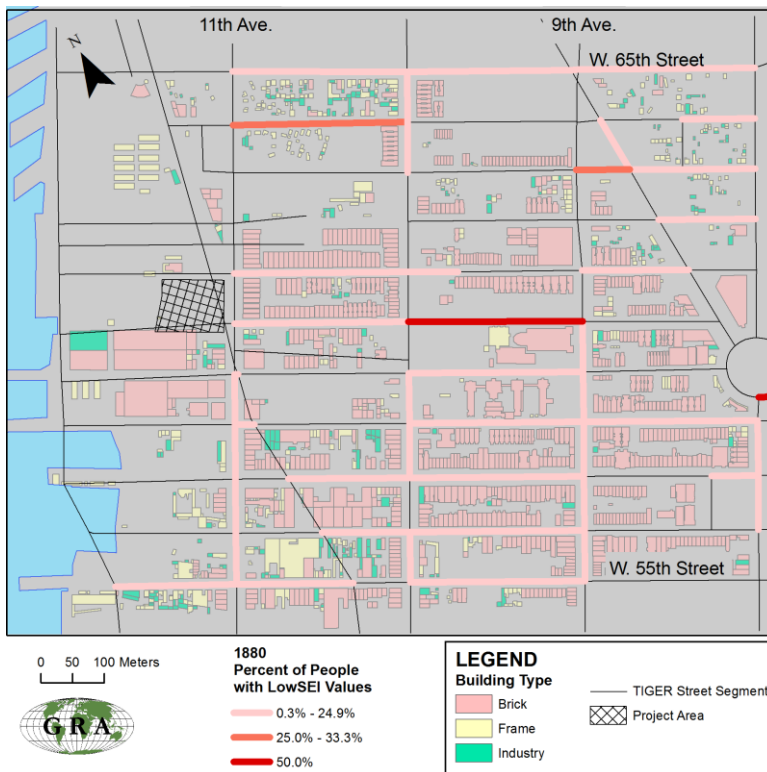 11th Ave.
9th Ave.
N
W. 65th Street
W. 55th Street
0 50 100 Meters
GRA
1880
Percent of People
with LowSEI Values
0.3% - 24.9%
25.0% - 33.3%
50.0%
LEGEND
Building Type
Brick
Frame
Industry
TIGER Street Segment
Project Area